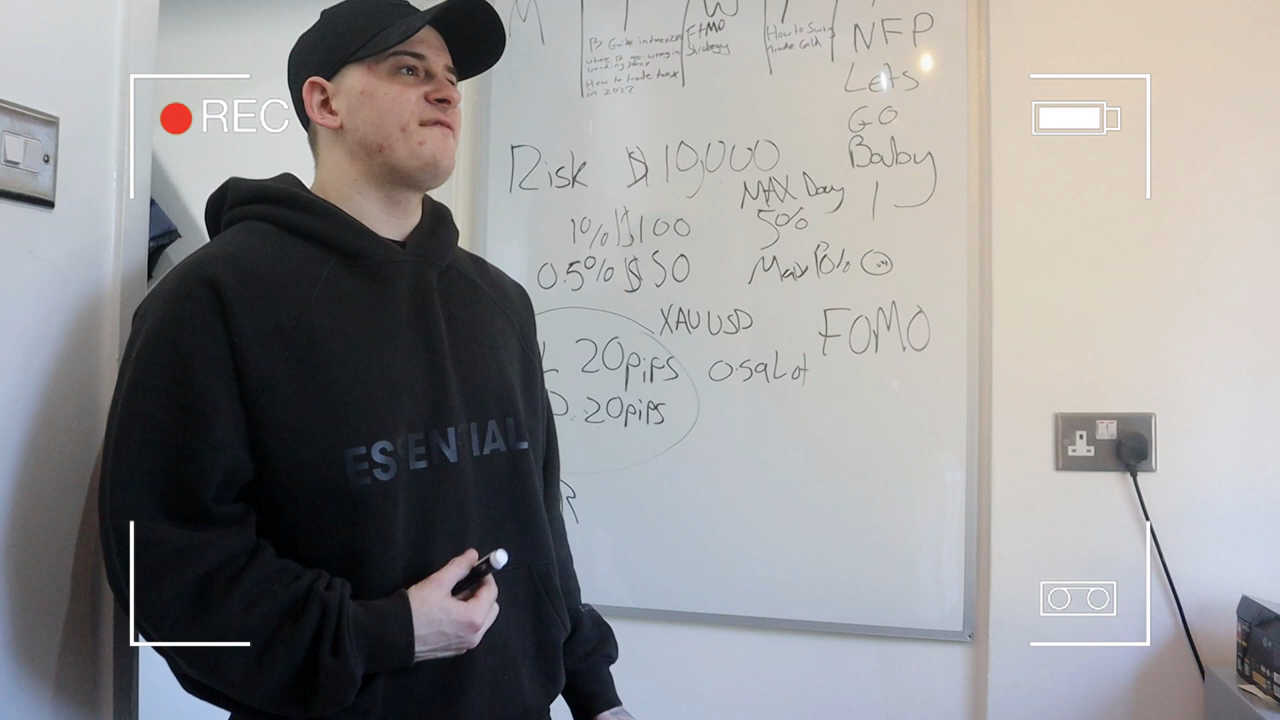 REC
M
B Guide
How to trade forex
in 2022
W
FTMO
Strategy
How to Swing
trade Gold
NFP
Lets
GO
Baby
Risk $10,000
MAX Day
5%
1% $100
0.5% $50
Max 10%
XAUUSD
FOMO
20pips
0.59 Lot
20pips
R
ESSENTIAL